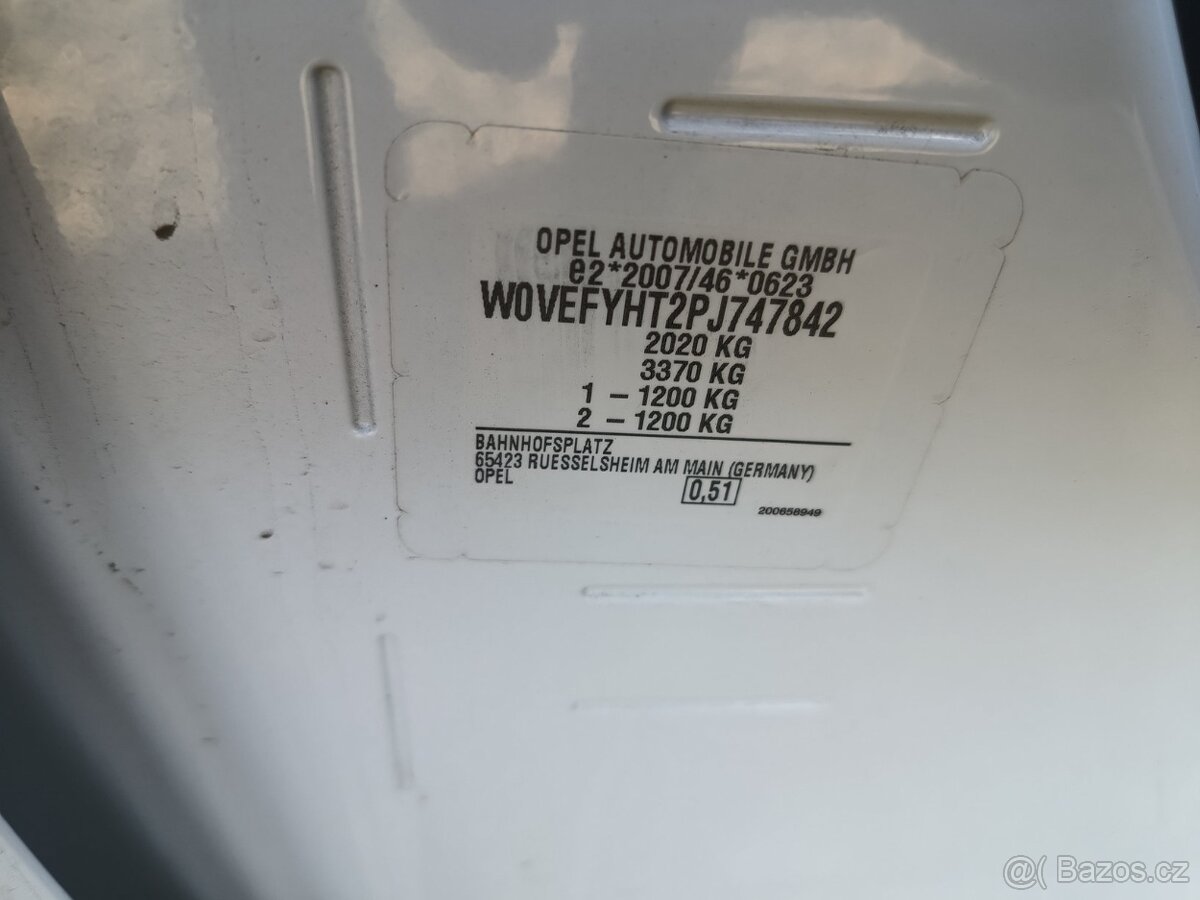 OPEL AUTOMOBILE GMBH
e2*2007/46*0623
W0VEFYHT2PJ747842
2020 KG
3370 KG
1 - 1200 KG
2 - 1200 KG
BAHNHOFSPLATZ
65423 RUESSELSHEIM AM MAIN (GERMANY)
OPEL
0,51
200658949
@ Bazos.cz